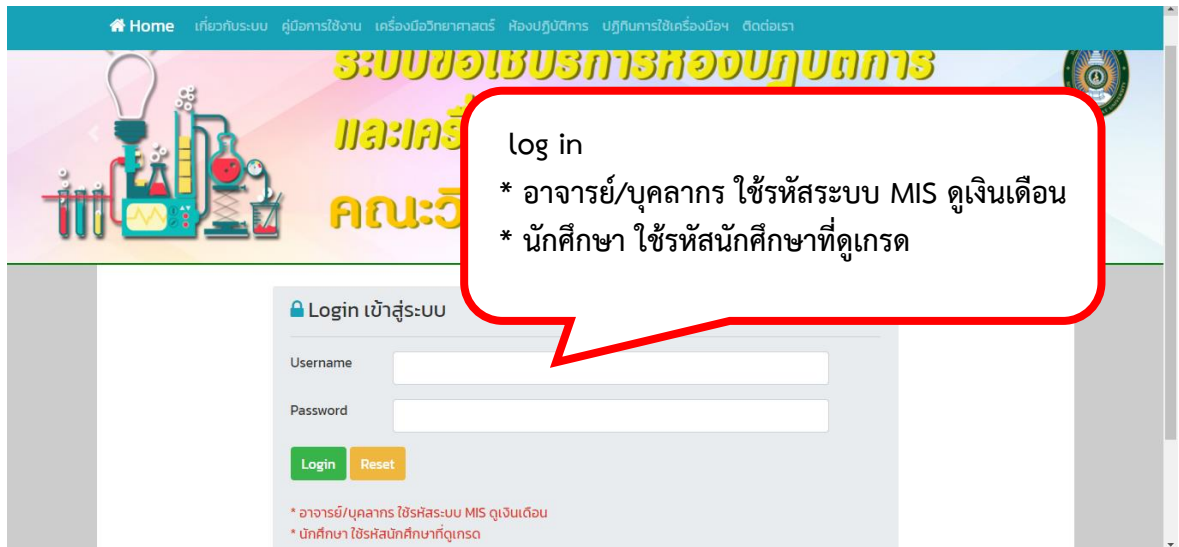 Home เกี่ยวกับระบบ คู่มือการใช้งาน เครื่องมือวิทยาศาสตร์ ห้องปฏิบัติการ ปฏิทินการใช้เครื่องมือฯ ติดต่อเรา
ระบบขอใช้บริการห้องปฏิบัติการ
และเครื่
คณะวิ
log in
* อาจารย์/บุคลากร ใช้รหัสระบบ MIS ดูเงินเดือน
* นักศึกษา ใช้รหัสนักศึกษาที่ดูเกรด
Login เข้าสู่ระบบ
Username
Password
Login Reset
* อาจารย์/บุคลากร ใช้รหัสระบบ MIS ดูเงินเดือน
* นักศึกษา ใช้รหัสนักศึกษาที่ดูเกรด